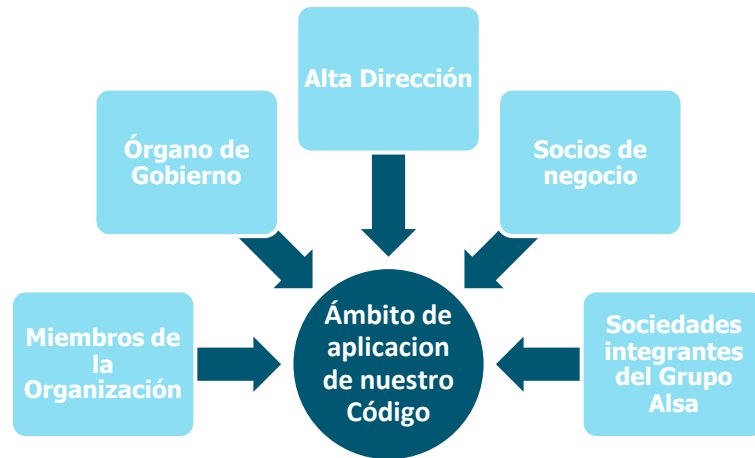 Alta Dirección
Órgano de
Gobierno
Socios de
negocio
Miembros de
la
Organización
Ámbito de
aplicacion
de nuestro
Código
Sociedades
integrantes
del Grupo
Alsa